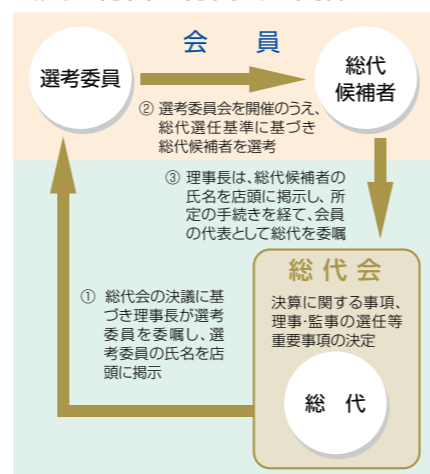 会 員
選考委員
総代
候補者
② 選考委員会を開催のうえ、
総代選任基準に基づき
総代候補者を選考
③ 理事長は、総代候補者の
氏名を店頭に掲示し、所
定の手続きを経て、会員
の代表として総代を委嘱
① 総代会の決議に基
づき理事長が選考
委員を委嘱し、選
考委員の氏名を店
頭に掲示
総代会
決算に関する事項、
理事・監事の選任等
重要事項の決定
総 代